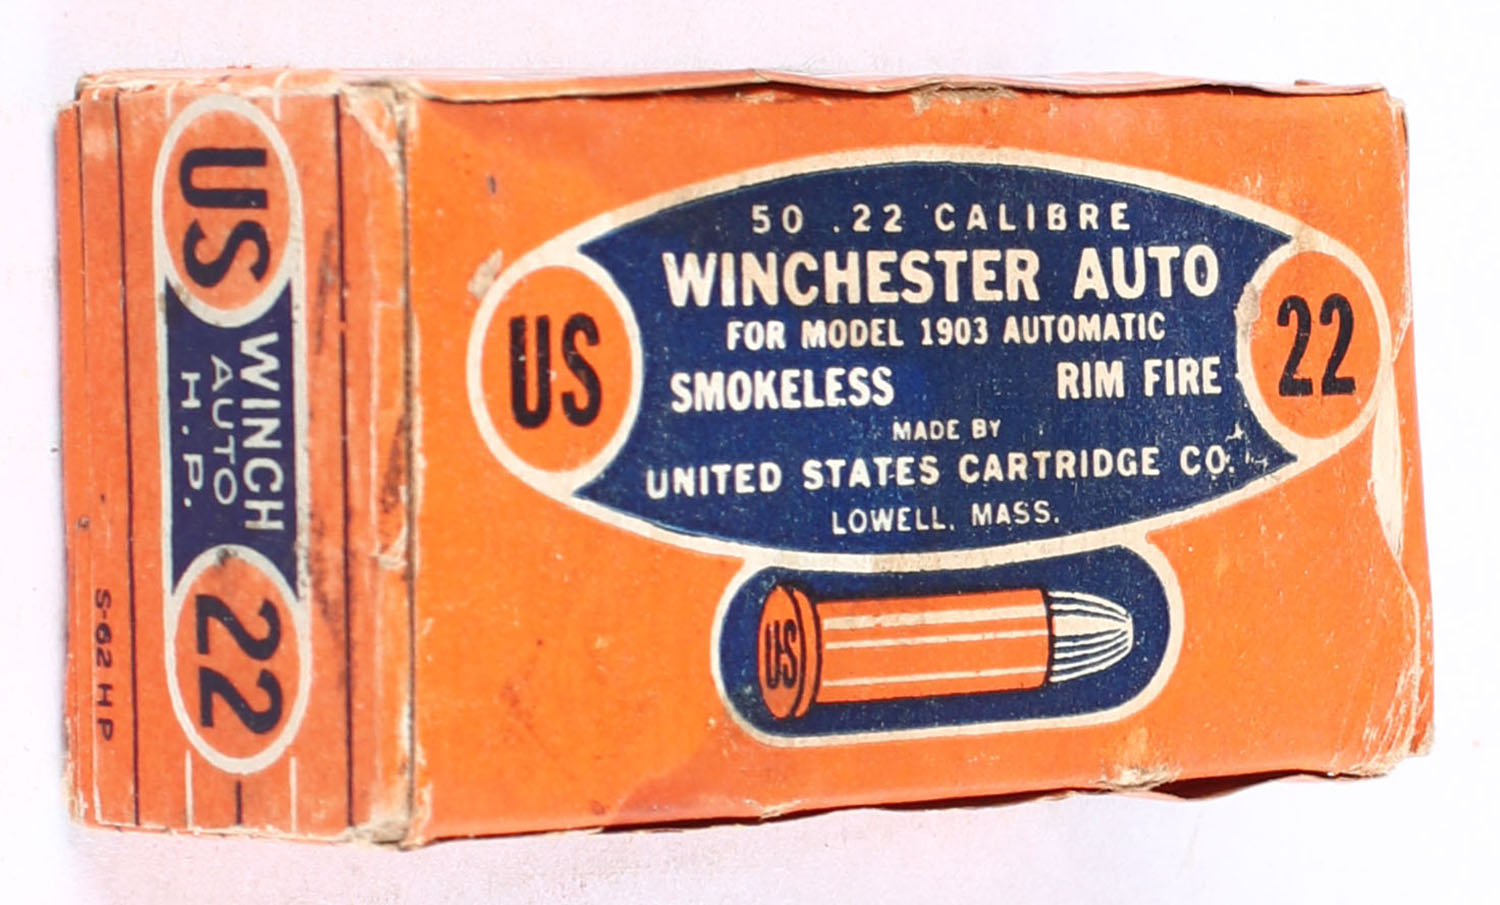 US
WINCH
AUTO
H. P.
22
S-62 H P
50 .22 CALIBRE
WINCHESTER AUTO
FOR MODEL 1903 AUTOMATIC
SMOKELESS RIM FIRE
MADE BY
UNITED STATES CARTRIDGE CO.
LOWELL, MASS.
US
22
US